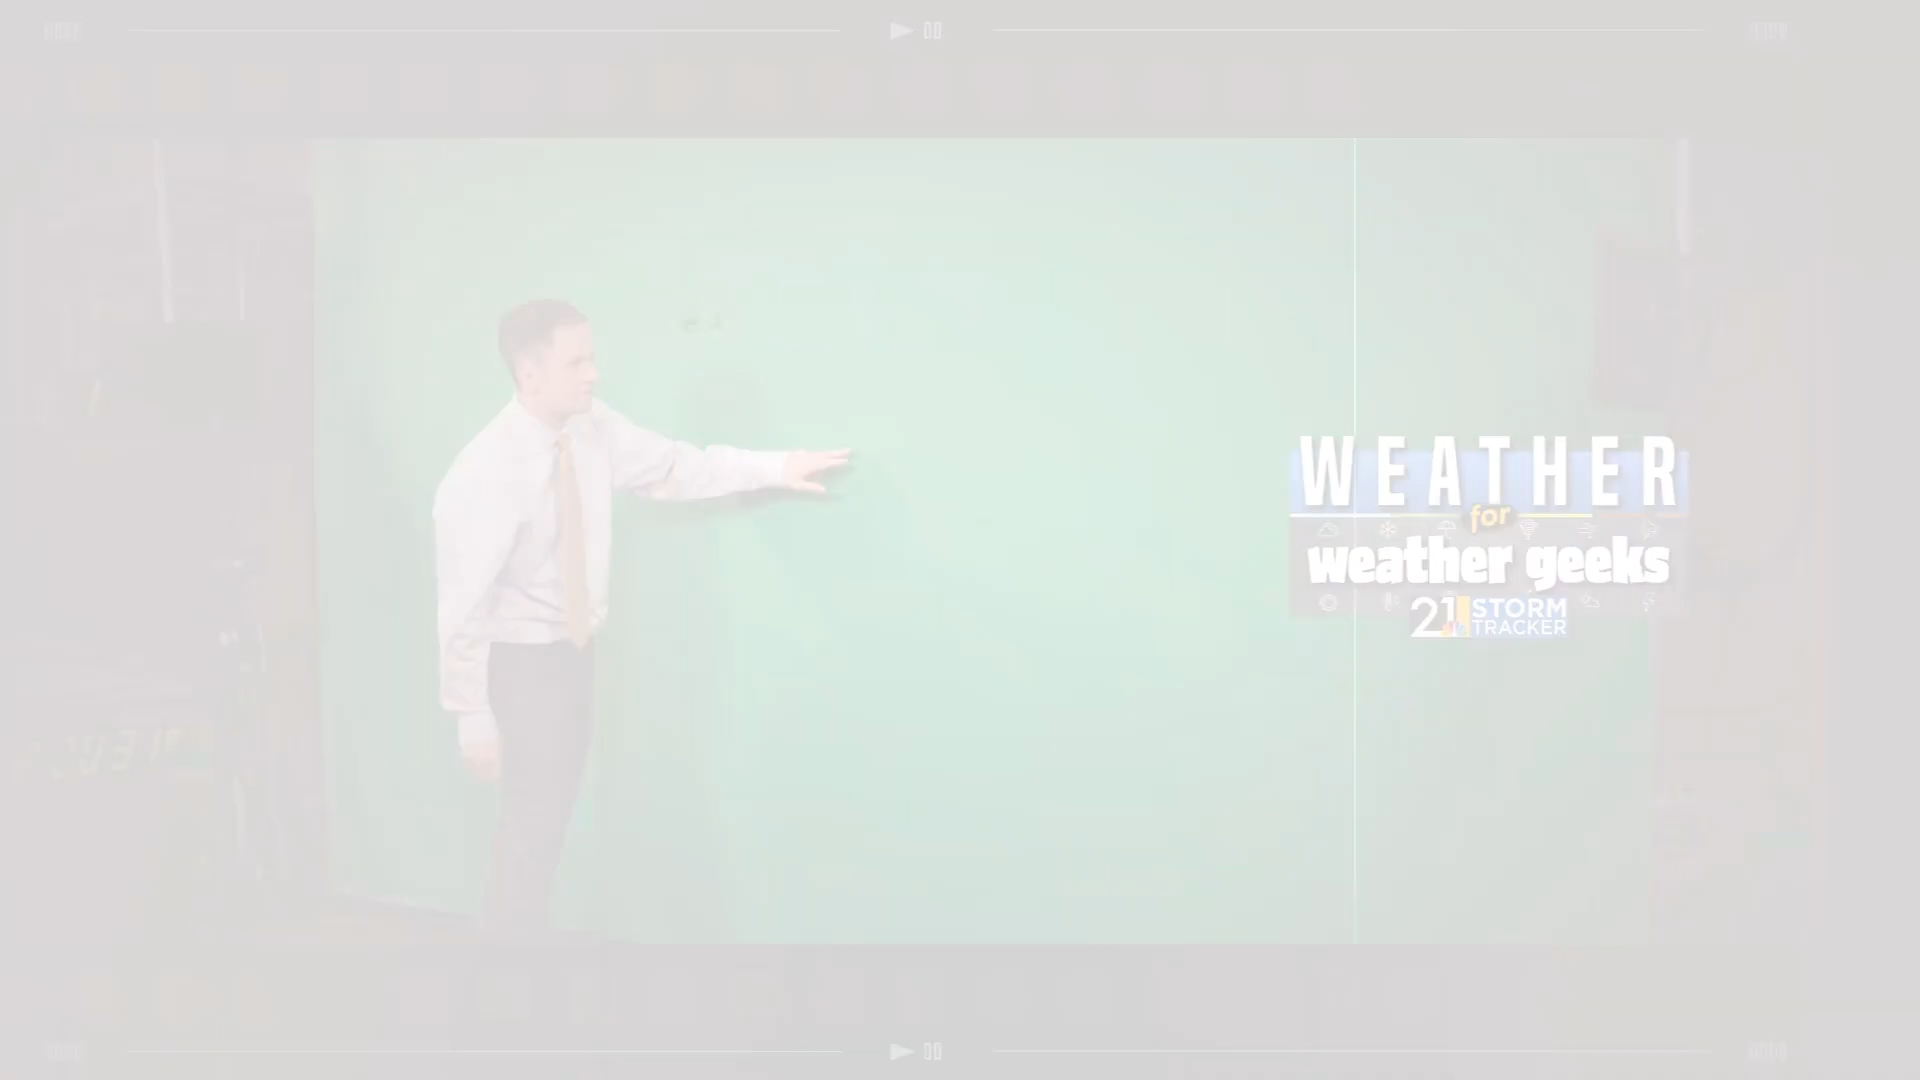 WEATHER
for
weather geeks
21 STORM
TRACKER